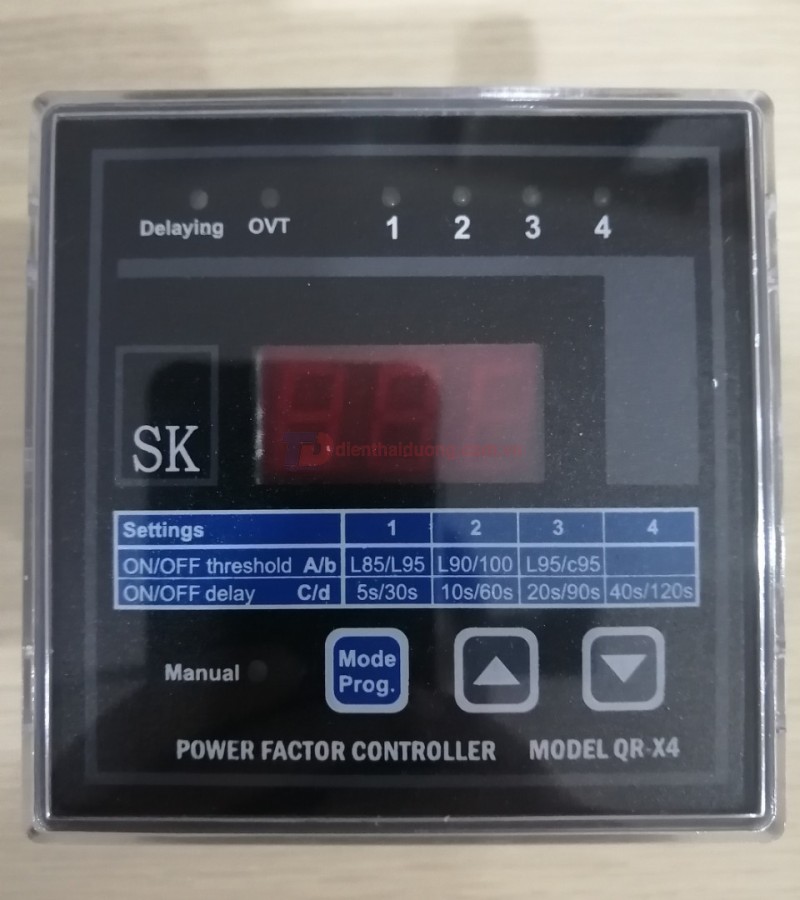 Delaying OVT 1 2 3 4
SK
Settings 1 2 3 4
ON/OFF threshold A/b L85/L95 L90/100 L95/c95
ON/OFF delay C/d 5s/30s 10s/60s 20s/90s 40s/120s
Manual Mode Prog.
POWER FACTOR CONTROLLER MODEL QR-X4